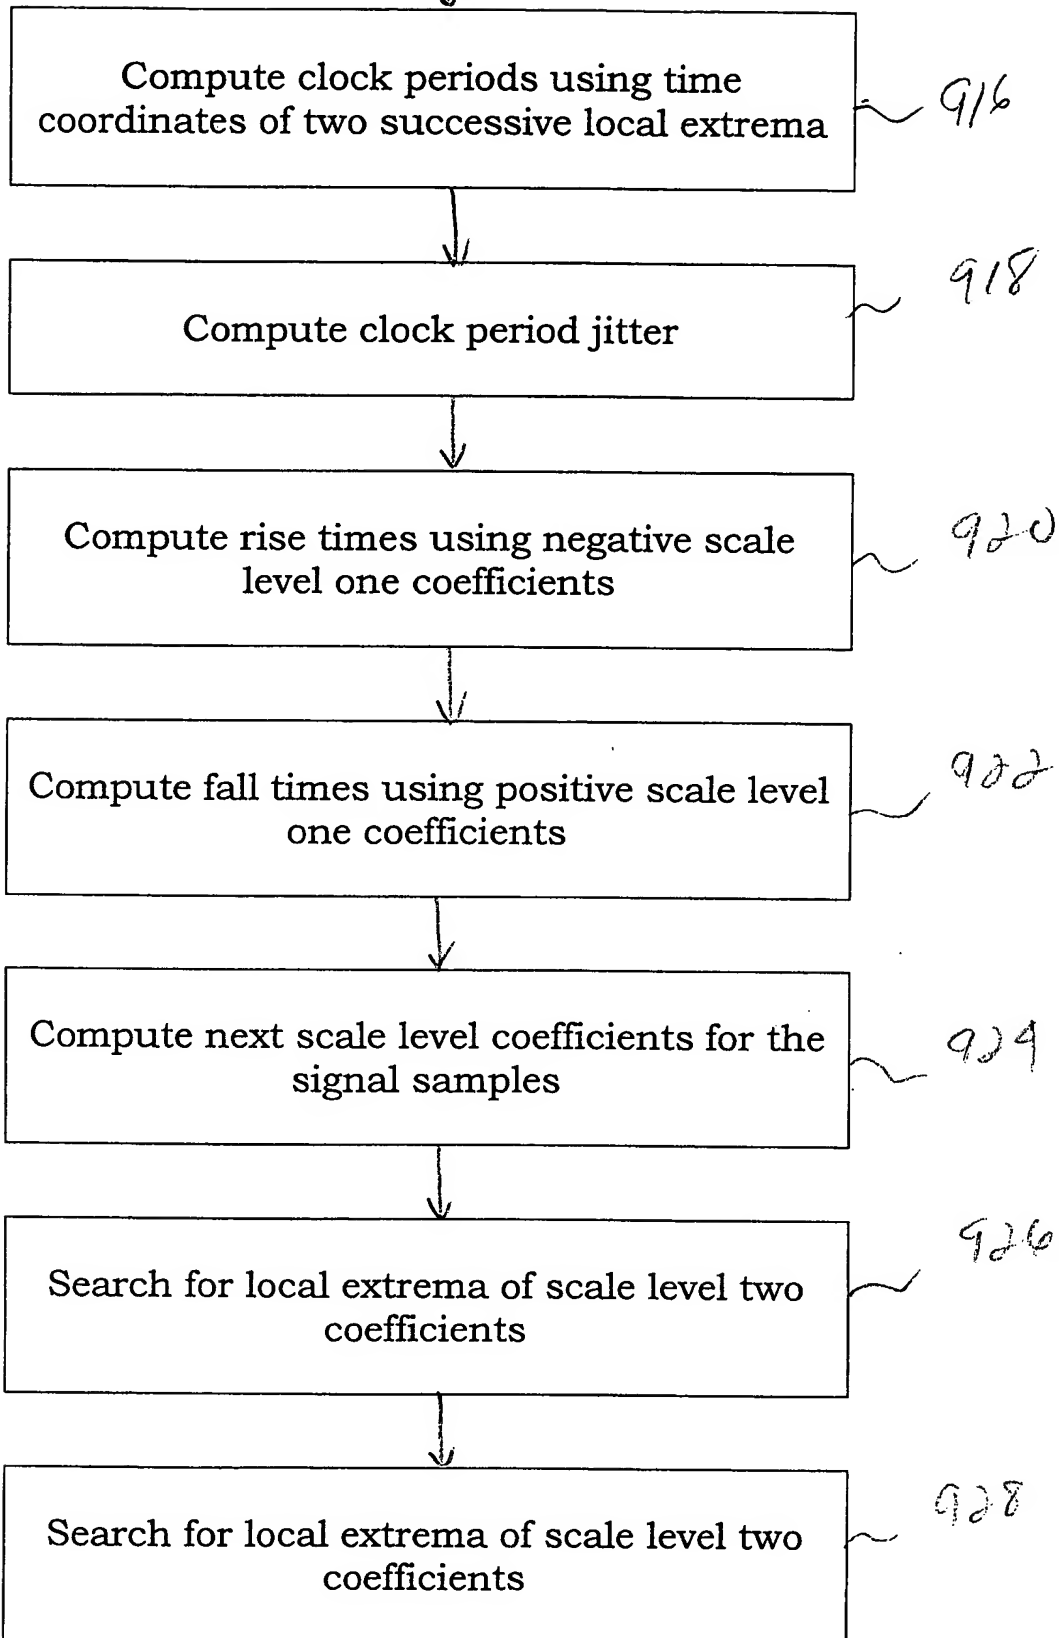 Compute clock periods using time
coordinates of two successive local extrema
916
Compute clock period jitter
918
Compute rise times using negative scale
level one coefficients
920
Compute fall times using positive scale level
one coefficients
922
Compute next scale level coefficients for the
signal samples
924
Search for local extrema of scale level two
coefficients
926
Search for local extrema of scale level two
coefficients
928